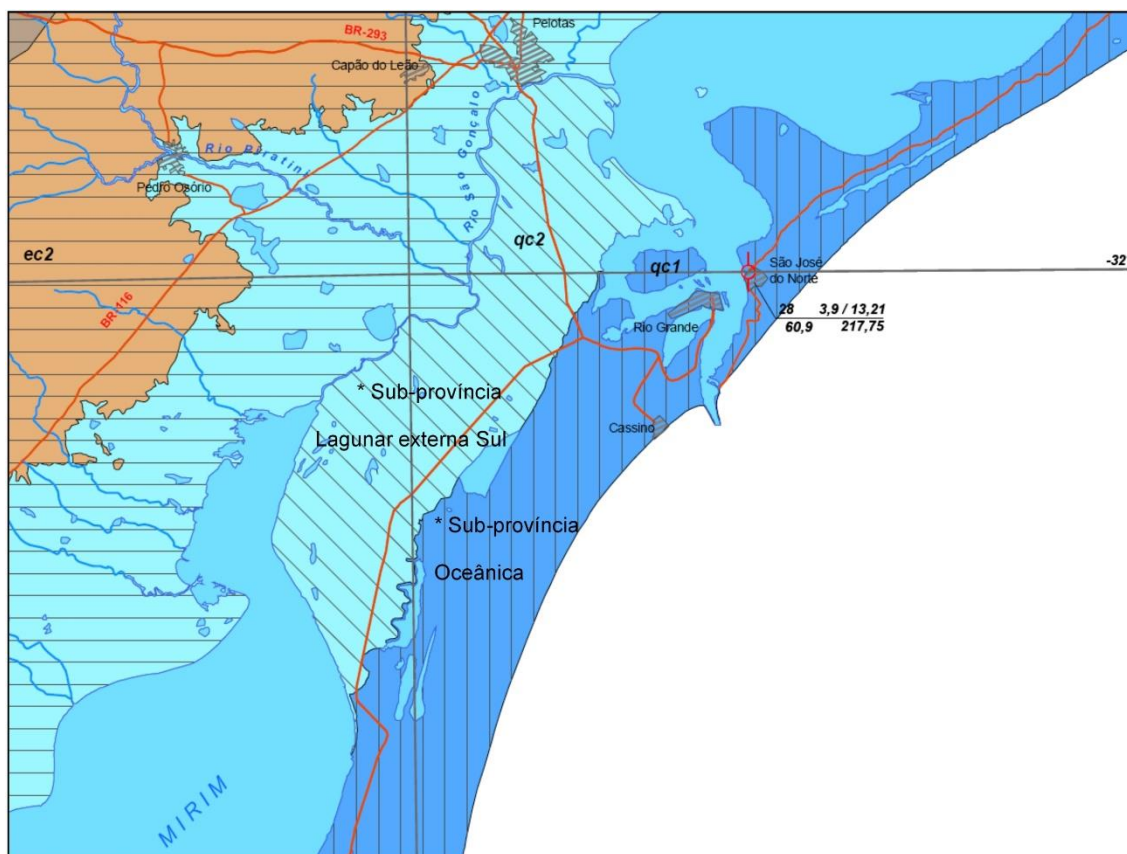 Pelotas
BR-293
Capão do Leão
Rio São Gonçalo
Rio Piratini
Pedro Osório
ec2
qc2
qc1
São José
do Norte
-32
28 3,9 / 13,21
60,9 217,75
Rio Grande
BR-116
* Sub-província
Lagunar externa Sul
Cassino
* Sub-província
Oceânica
MIRIM